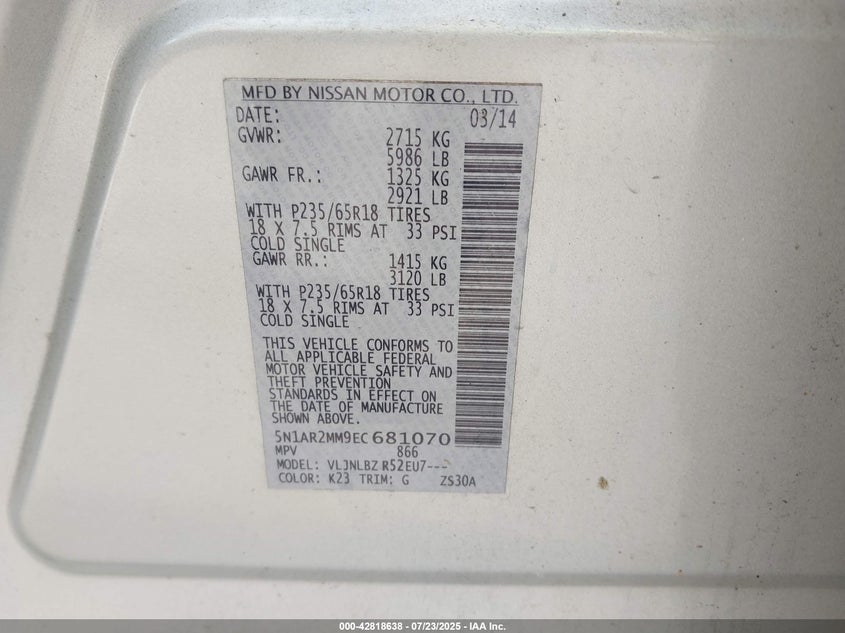 MFD BY NISSAN MOTOR CO., LTD.
DATE: 03/14
GVWR: 2715 KG
5986 LB
GAWR FR.: 1325 KG
2921 LB
WITH P235/65R18 TIRES
18 X 7.5 RIMS AT 33 PSI
COLD SINGLE
GAWR RR.: 1415 KG
3120 LB
WITH P235/65R18 TIRES
18 X 7.5 RIMS AT 33 PSI
COLD SINGLE
THIS VEHICLE CONFORMS TO
ALL APPLICABLE FEDERAL
MOTOR VEHICLE SAFETY AND
THEFT PREVENTION
STANDARDS IN EFFECT ON
THE DATE OF MANUFACTURE
SHOWN ABOVE.
5N1AR2MM9EC681070
MPV 866
MODEL: VLJNLBZ R52EU7---
COLOR: K23 TRIM: G ZS30A
000-42818638 - 07/23/2025 - IAA Inc.